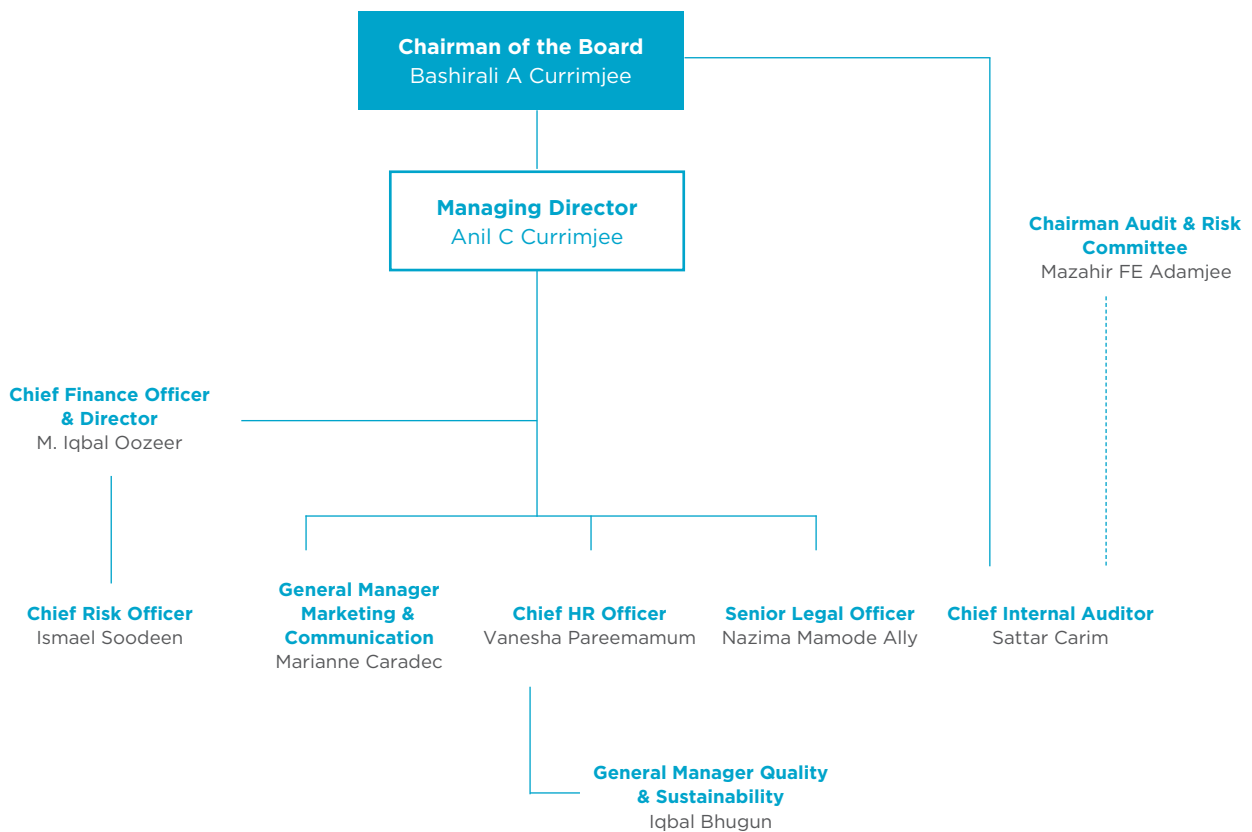 Chairman of the Board
Bashirali A Currimjee
Managing Director
Anil C Currimjee
Chairman Audit & Risk
Committee
Mazahir FE Adamjee
Chief Finance Officer
& Director
M. Iqbal Oozeer
Chief Risk Officer
Ismael Soodeen
General Manager
Marketing &
Communication
Marianne Caradec
Chief HR Officer
Vanesha Pareemamum
Senior Legal Officer
Nazima Mamode Ally
Chief Internal Auditor
Sattar Carim
General Manager Quality
& Sustainability
Iqbal Bhugun